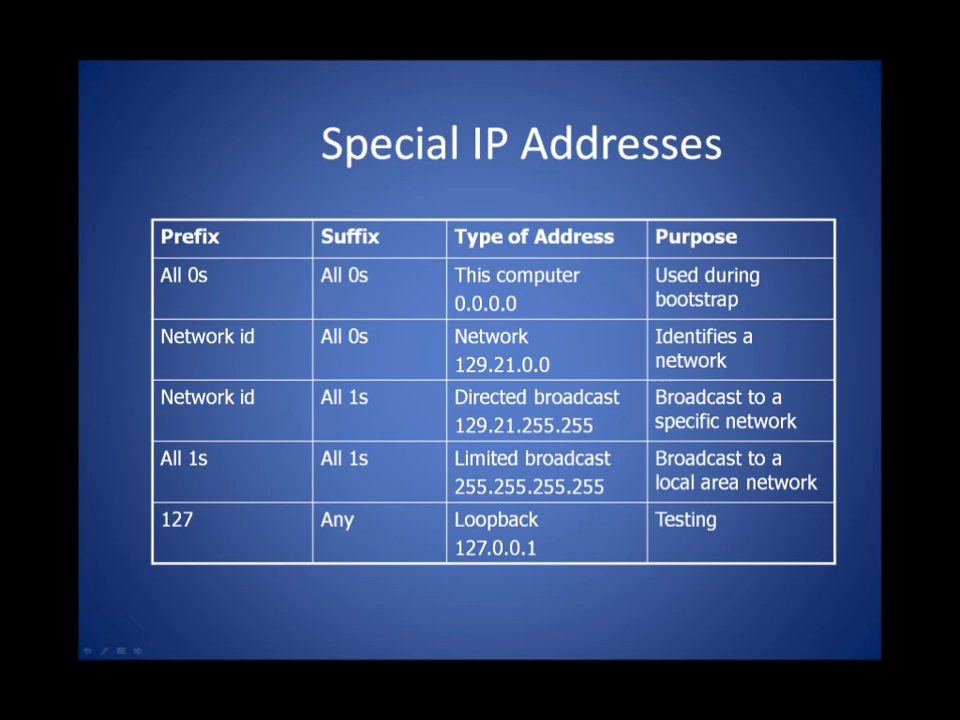 Special IP Addresses
Prefix Suffix Type of Address Purpose
All 0s All 0s This computer Used during
0.0.0.0 bootstrap
Network id All 0s Network Identifies a
129.21.0.0 network
Network id All 1s Directed broadcast Broadcast to a
129.21.255.255 specific network
All 1s All 1s Limited broadcast Broadcast to a
255.255.255.255 local area network
127 Any Loopback Testing
127.0.0.1